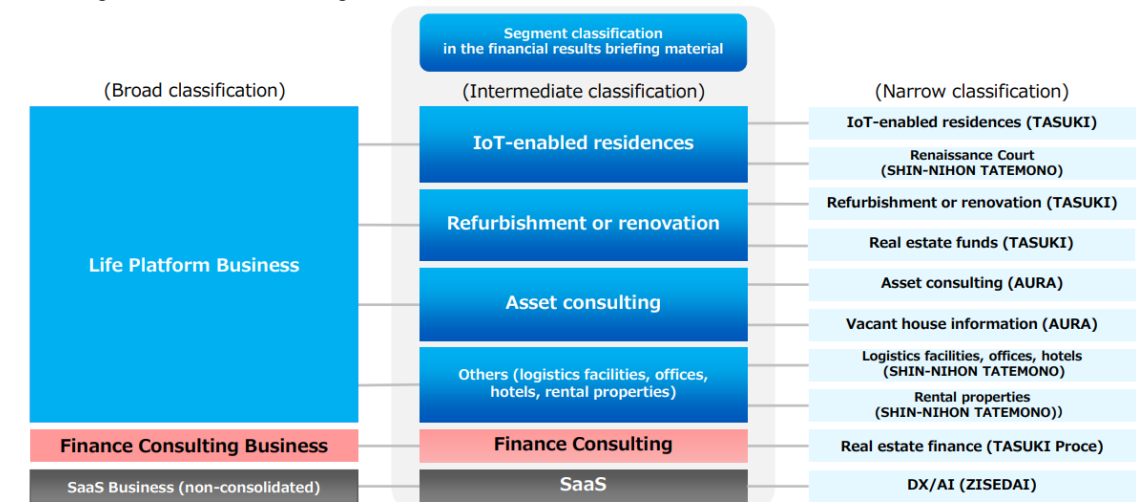 Segment classification
in the financial results briefing material
(Broad classification)
(Intermediate classification)
(Narrow classification)
Life Platform Business
IoT-enabled residences
IoT-enabled residences (TASUKI)
Renaissance Court
(SHIN-NIHON TATEMONO)
Refurbishment or renovation
Refurbishment or renovation (TASUKI)
Real estate funds (TASUKI)
Asset consulting
Asset consulting (AURA)
Vacant house information (AURA)
Others (logistics facilities, offices,
hotels, rental properties)
Logistics facilities, offices, hotels
(SHIN-NIHON TATEMONO)
Rental properties
(SHIN-NIHON TATEMONO))
Finance Consulting Business
Finance Consulting
Real estate finance (TASUKI Proce)
SaaS Business (non-consolidated)
SaaS
DX/AI (ZISEDAI)